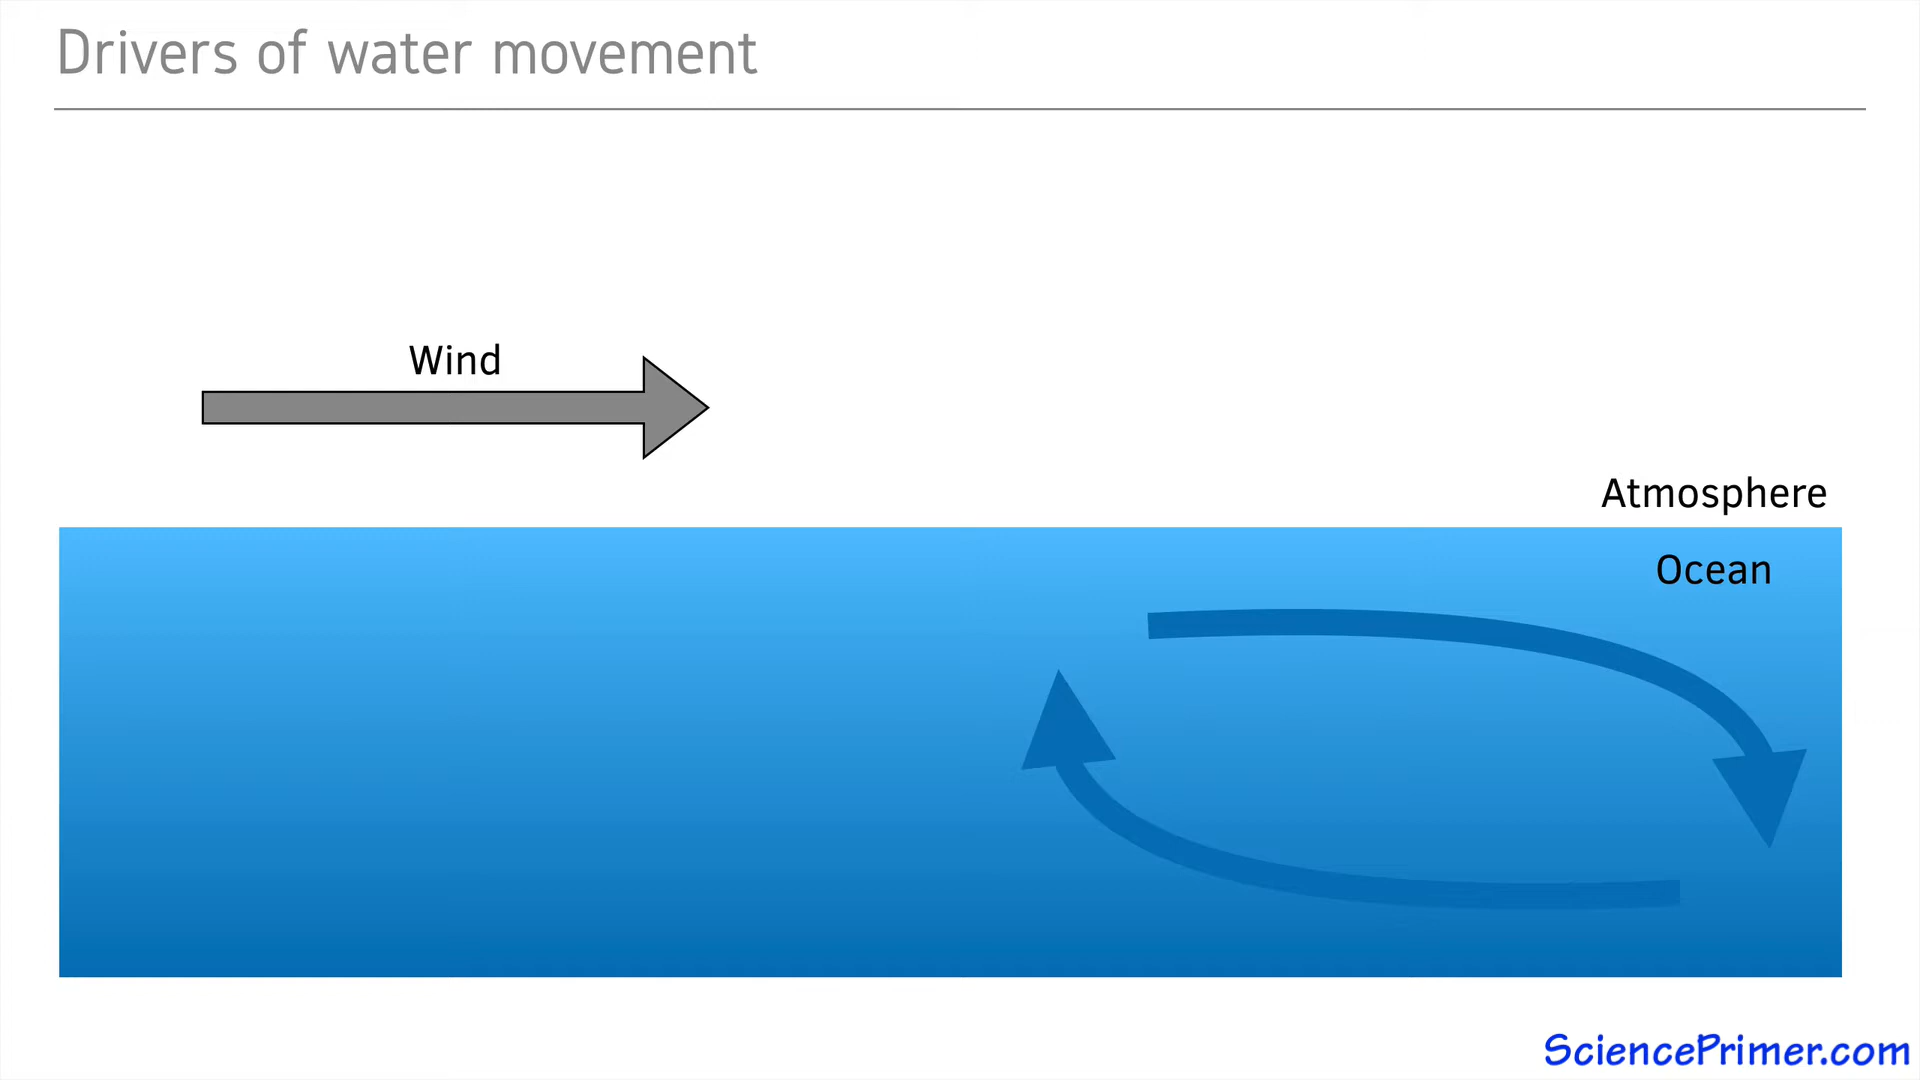 Drivers of water movement
Wind
Atmosphere
Ocean
SciencePrimer.com